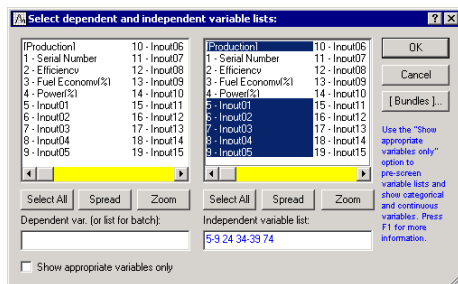 Select dependent and independent variable lists:
[Production] 10 - Input06
1 - Serial Number 11 - Input07
2 - Efficiency 12 - Input08
3 - Fuel Economy(%) 13 - Input09
4 - Power(%) 14 - Input10
5 - Input01 15 - Input11
6 - Input02 16 - Input12
7 - Input03 17 - Input13
8 - Input04 18 - Input14
9 - Input05 19 - Input15
Select All Spread Zoom
Dependent var. (or list for batch):
[Production] 10 - Input06
1 - Serial Number 11 - Input07
2 - Efficiency 12 - Input08
3 - Fuel Economy(%) 13 - Input09
4 - Power(%) 14 - Input10
5 - Input01 15 - Input11
6 - Input02 16 - Input12
7 - Input03 17 - Input13
8 - Input04 18 - Input14
9 - Input05 19 - Input15
Select All Spread Zoom
Independent variable list:
5-9 24 34-39 74
Show appropriate variables only
OK
Cancel
[ Bundles ]...
Use the "Show
appropriate
variables only"
option to
pre-screen
variable lists and
show categorical
and continuous
variables. Press
F1 for more
information.